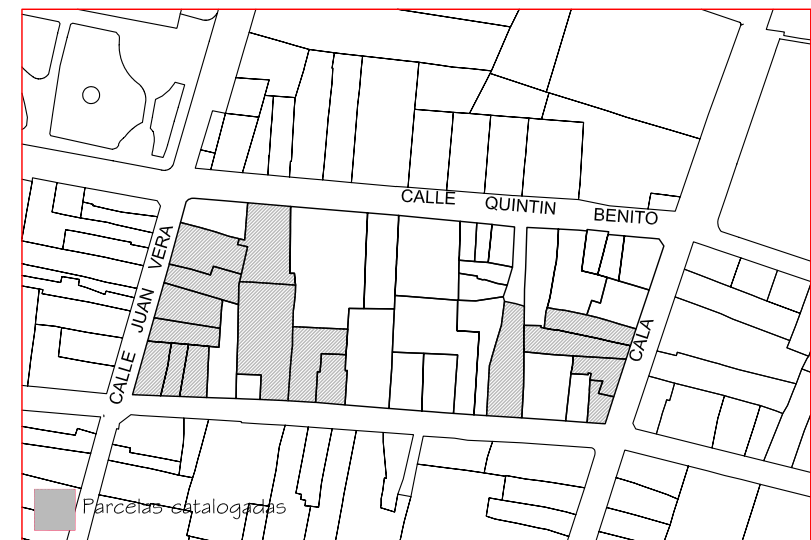 CALLE QUINTIN BENITO
CALLE JUAN VERA
CALA
Parcelas catalogadas